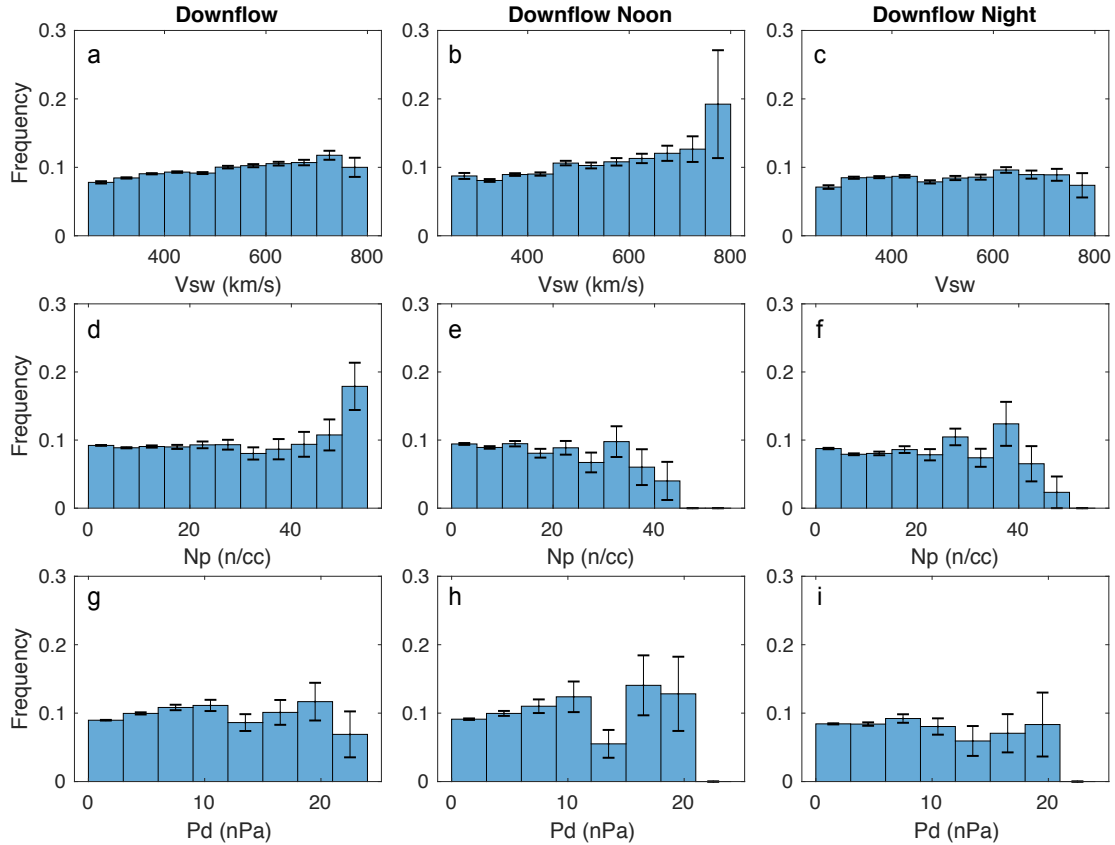 Downflow Downflow Noon Downflow Night
a b c
Frequency
0.3 0.3 0.3
0.2 0.2 0.2
0.1 0.1 0.1
0 0 0
400 600 800 400 600 800 400 600 800
Vsw (km/s) Vsw (km/s) Vsw
d e f
Frequency
0.3 0.3 0.3
0.2 0.2 0.2
0.1 0.1 0.1
0 0 0
0 20 40 0 20 40 0 20 40
Np (n/cc) Np (n/cc) Np (n/cc)
g h i
Frequency
0.3 0.3 0.3
0.2 0.2 0.2
0.1 0.1 0.1
0 0 0
0 10 20 0 10 20 0 10 20
Pd (nPa) Pd (nPa) Pd (nPa)